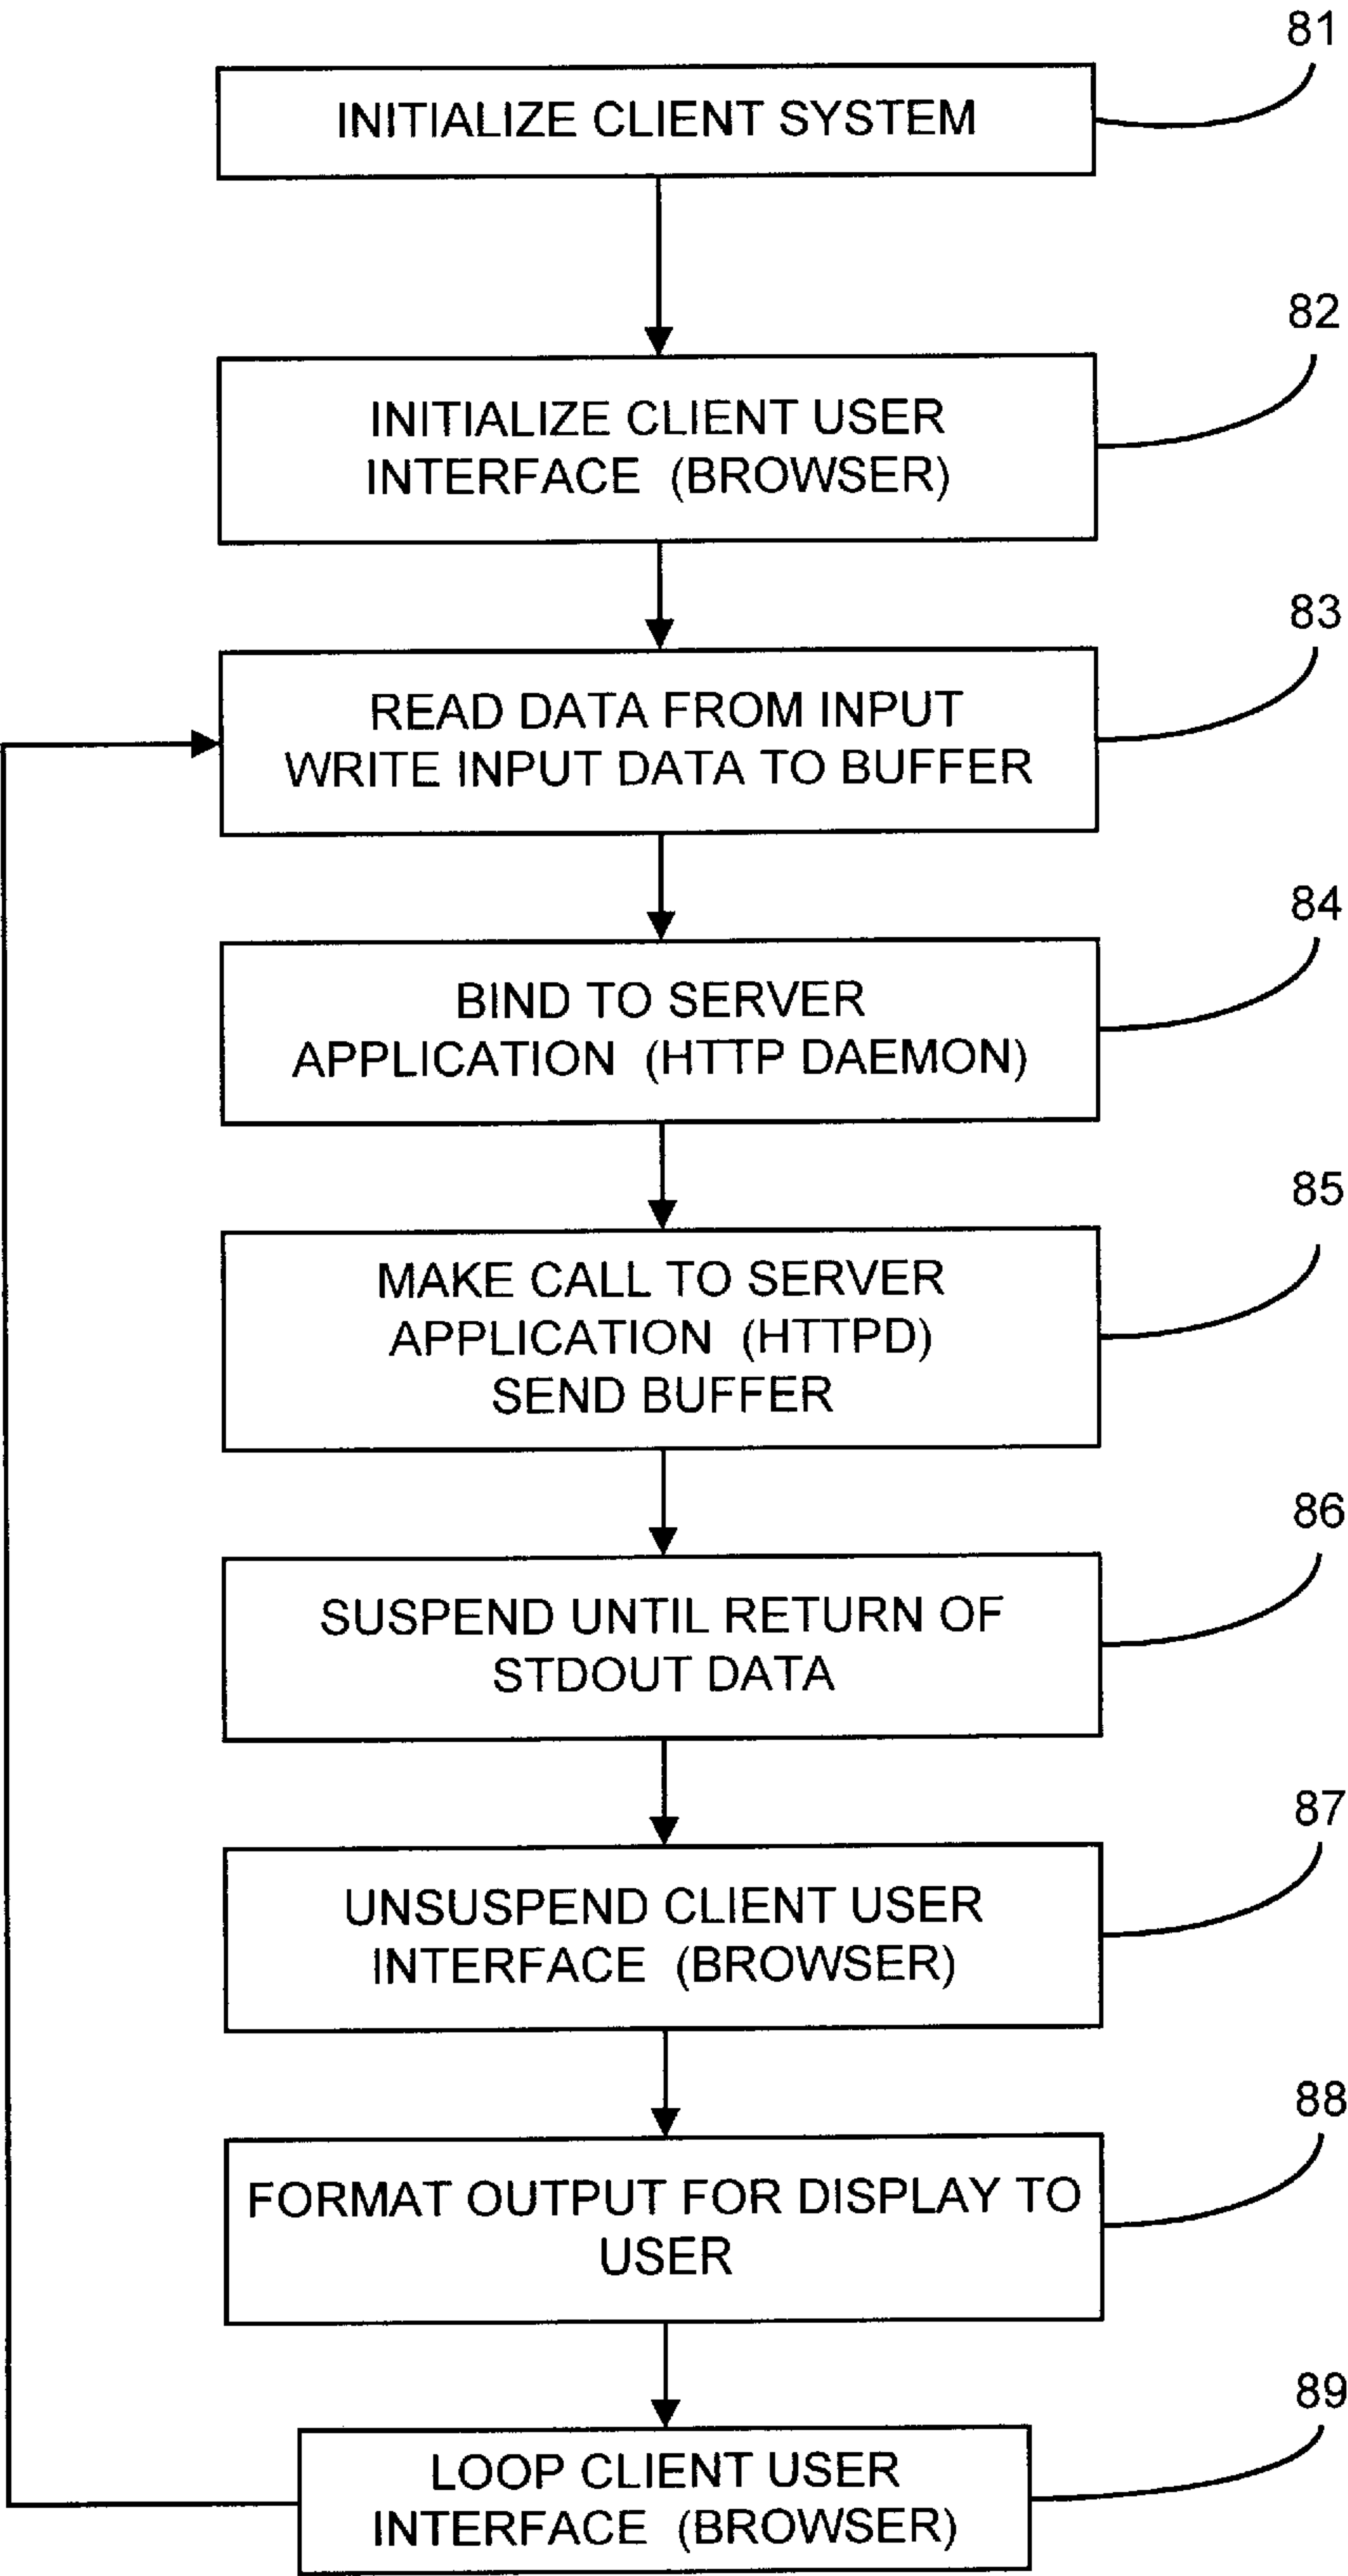 81
INITIALIZE CLIENT SYSTEM
82
INITIALIZE CLIENT USER
INTERFACE (BROWSER)
83
READ DATA FROM INPUT
WRITE INPUT DATA TO BUFFER
84
BIND TO SERVER
APPLICATION (HTTP DAEMON)
85
MAKE CALL TO SERVER
APPLICATION (HTTPD)
SEND BUFFER
86
SUSPEND UNTIL RETURN OF
STDOUT DATA
87
UNSUSPEND CLIENT USER
INTERFACE (BROWSER)
88
FORMAT OUTPUT FOR DISPLAY TO
USER
89
LOOP CLIENT USER
INTERFACE (BROWSER)